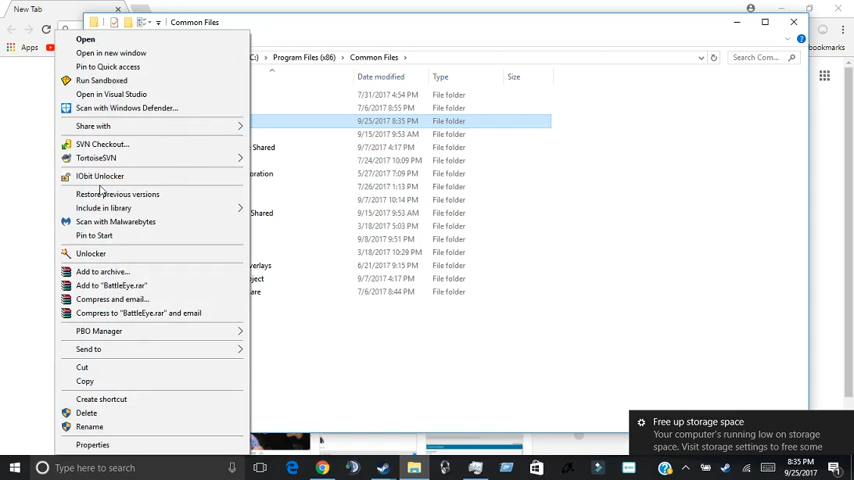 New Tab
Common Files
Apps
(C:)
Program Files (x86)
Common Files
Search Com...
bookmarks
Date modified
Type
Size
7/31/2017 4:54 PM
File folder
7/6/2017 8:55 PM
File folder
9/25/2017 8:35 PM
File folder
9/15/2017 9:53 AM
File folder
Shared
9/7/2017 4:17 PM
File folder
7/24/2017 10:09 PM
File folder
oration
5/27/2017 7:09 PM
File folder
7/26/2017 1:13 PM
File folder
9/7/2017 10:14 PM
File folder
Shared
9/15/2017 9:53 AM
File folder
3/18/2017 5:03 PM
File folder
9/8/2017 9:51 PM
File folder
3/18/2017 10:29 PM
File folder
verlays
6/21/2017 9:15 PM
File folder
ject
9/7/2017 4:17 PM
File folder
are
7/6/2017 8:44 PM
File folder
Open
Open in new window
Pin to Quick access
Run Sandboxed
Open in Visual Studio
Scan with Windows Defender...
Share with
SVN Checkout...
TortoiseSVN
IObit Unlocker
Restore previous versions
Include in library
Scan with Malwarebytes
Pin to Start
Unlocker
Add to archive...
Add to "BattleEye.rar"
Compress and email...
Compress to "BattleEye.rar" and email
PBO Manager
Send to
Cut
Copy
Create shortcut
Delete
Rename
Properties
Free up storage space
Your computer's running low on storage
space. Visit storage settings to free some
Type here to search
8:35 PM
9/25/2017